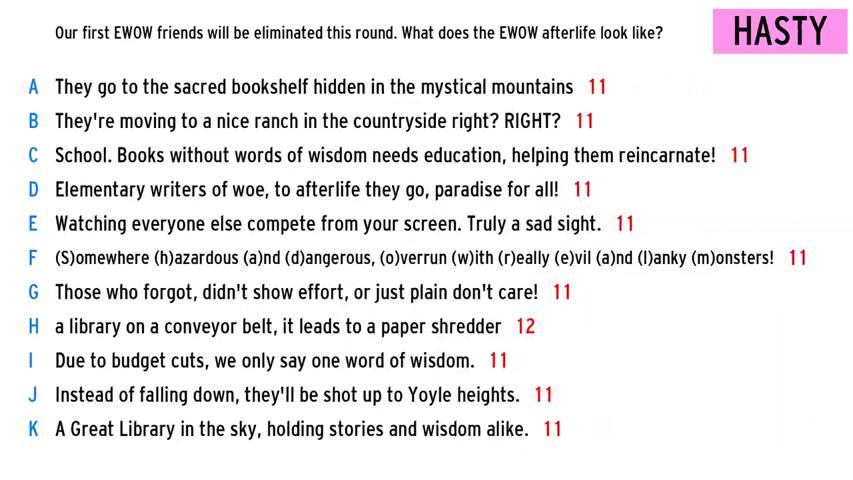 Our first EWOW friends will be eliminated this round. What does the EWOW afterlife look like?
HASTY
A They go to the sacred bookshelf hidden in the mystical mountains 11
B They're moving to a nice ranch in the countryside right? RIGHT? 11
C School. Books without words of wisdom needs education, helping them reincarnate! 11
D Elementary writers of woe, to afterlife they go, paradise for all! 11
E Watching everyone else compete from your screen. Truly a sad sight. 11
F (S)omewhere (h)azardous (a)nd (d)angerous, (o)verrun (w)ith (r)eally (e)vil (a)nd (l)anky (m)onsters! 11
G Those who forgot, didn't show effort, or just plain don't care! 11
H a library on a conveyor belt, it leads to a paper shredder 12
I Due to budget cuts, we only say one word of wisdom. 11
J Instead of falling down, they'll be shot up to Yoyle heights. 11
K A Great Library in the sky, holding stories and wisdom alike. 11